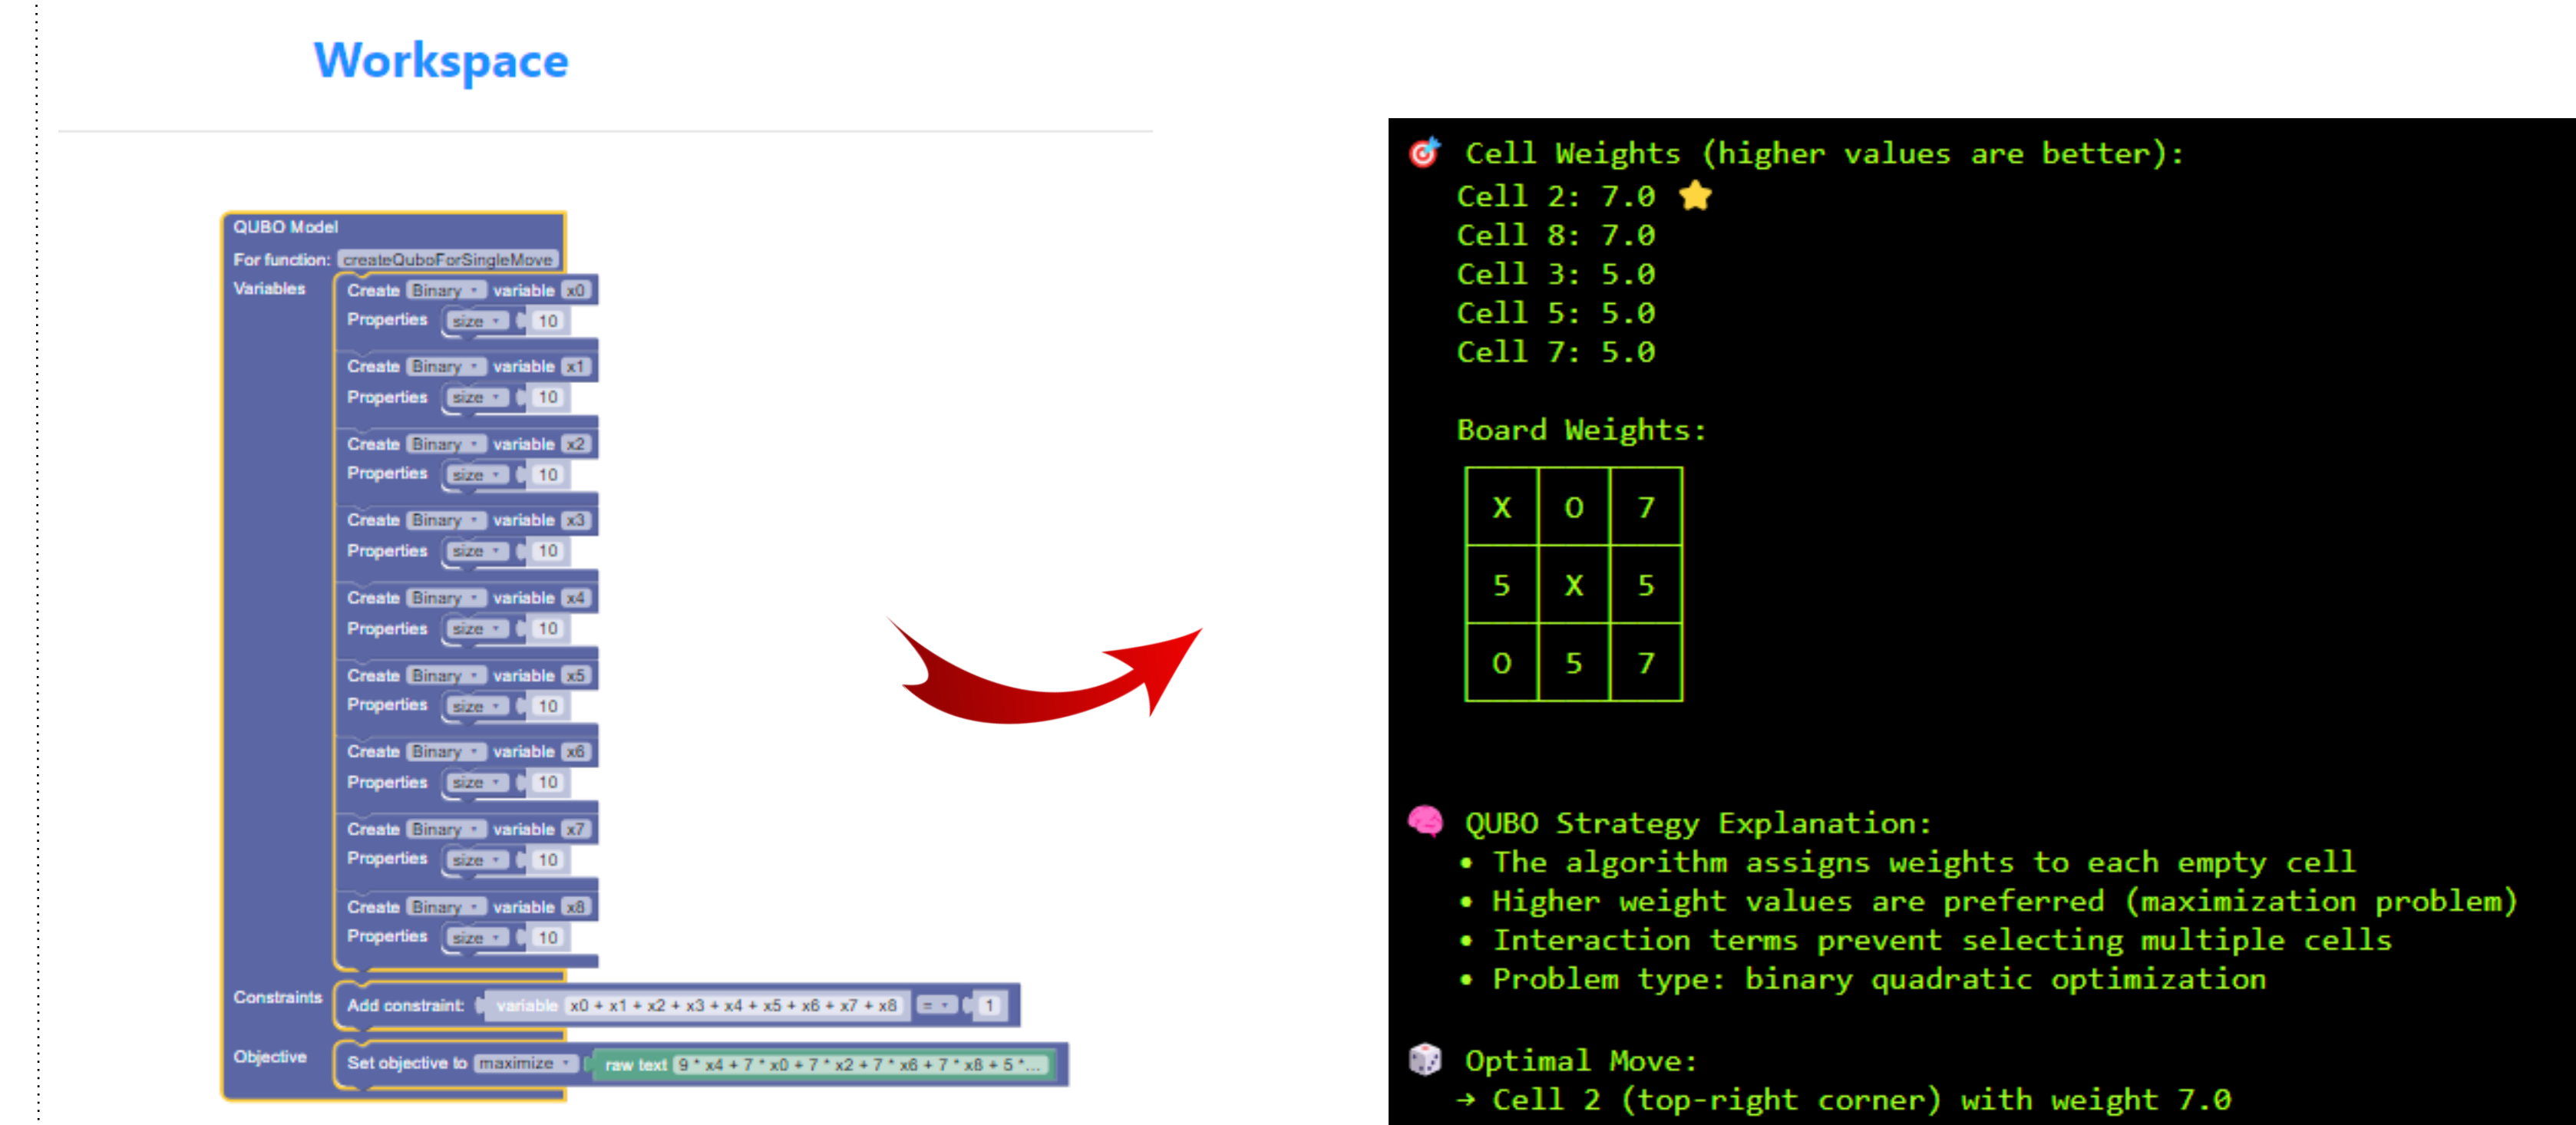 Workspace
QUBO Model
For function: createQuboForSingleMove
Variables
Create Binary variable x0
Properties size 10
Create Binary variable x1
Properties size 10
Create Binary variable x2
Properties size 10
Create Binary variable x3
Properties size 10
Create Binary variable x4
Properties size 10
Create Binary variable x5
Properties size 10
Create Binary variable x6
Properties size 10
Create Binary variable x7
Properties size 10
Create Binary variable x8
Properties size 10
Constraints Add constraint: variable x0 + x1 + x2 + x3 + x4 + x5 + x6 + x7 + x8 = 1
Objective Set objective to maximize raw text 9 * x4 + 7 * x0 + 7 * x2 + 7 * x6 + 7 * x8 + 5 *...
Cell Weights (higher values are better):
Cell 2: 7.0
Cell 8: 7.0
Cell 3: 5.0
Cell 5: 5.0
Cell 7: 5.0
Board Weights:
X O 7
5 X 5
O 5 7
QUBO Strategy Explanation:
• The algorithm assigns weights to each empty cell
• Higher weight values are preferred (maximization problem)
• Interaction terms prevent selecting multiple cells
• Problem type: binary quadratic optimization
Optimal Move:
→ Cell 2 (top-right corner) with weight 7.0